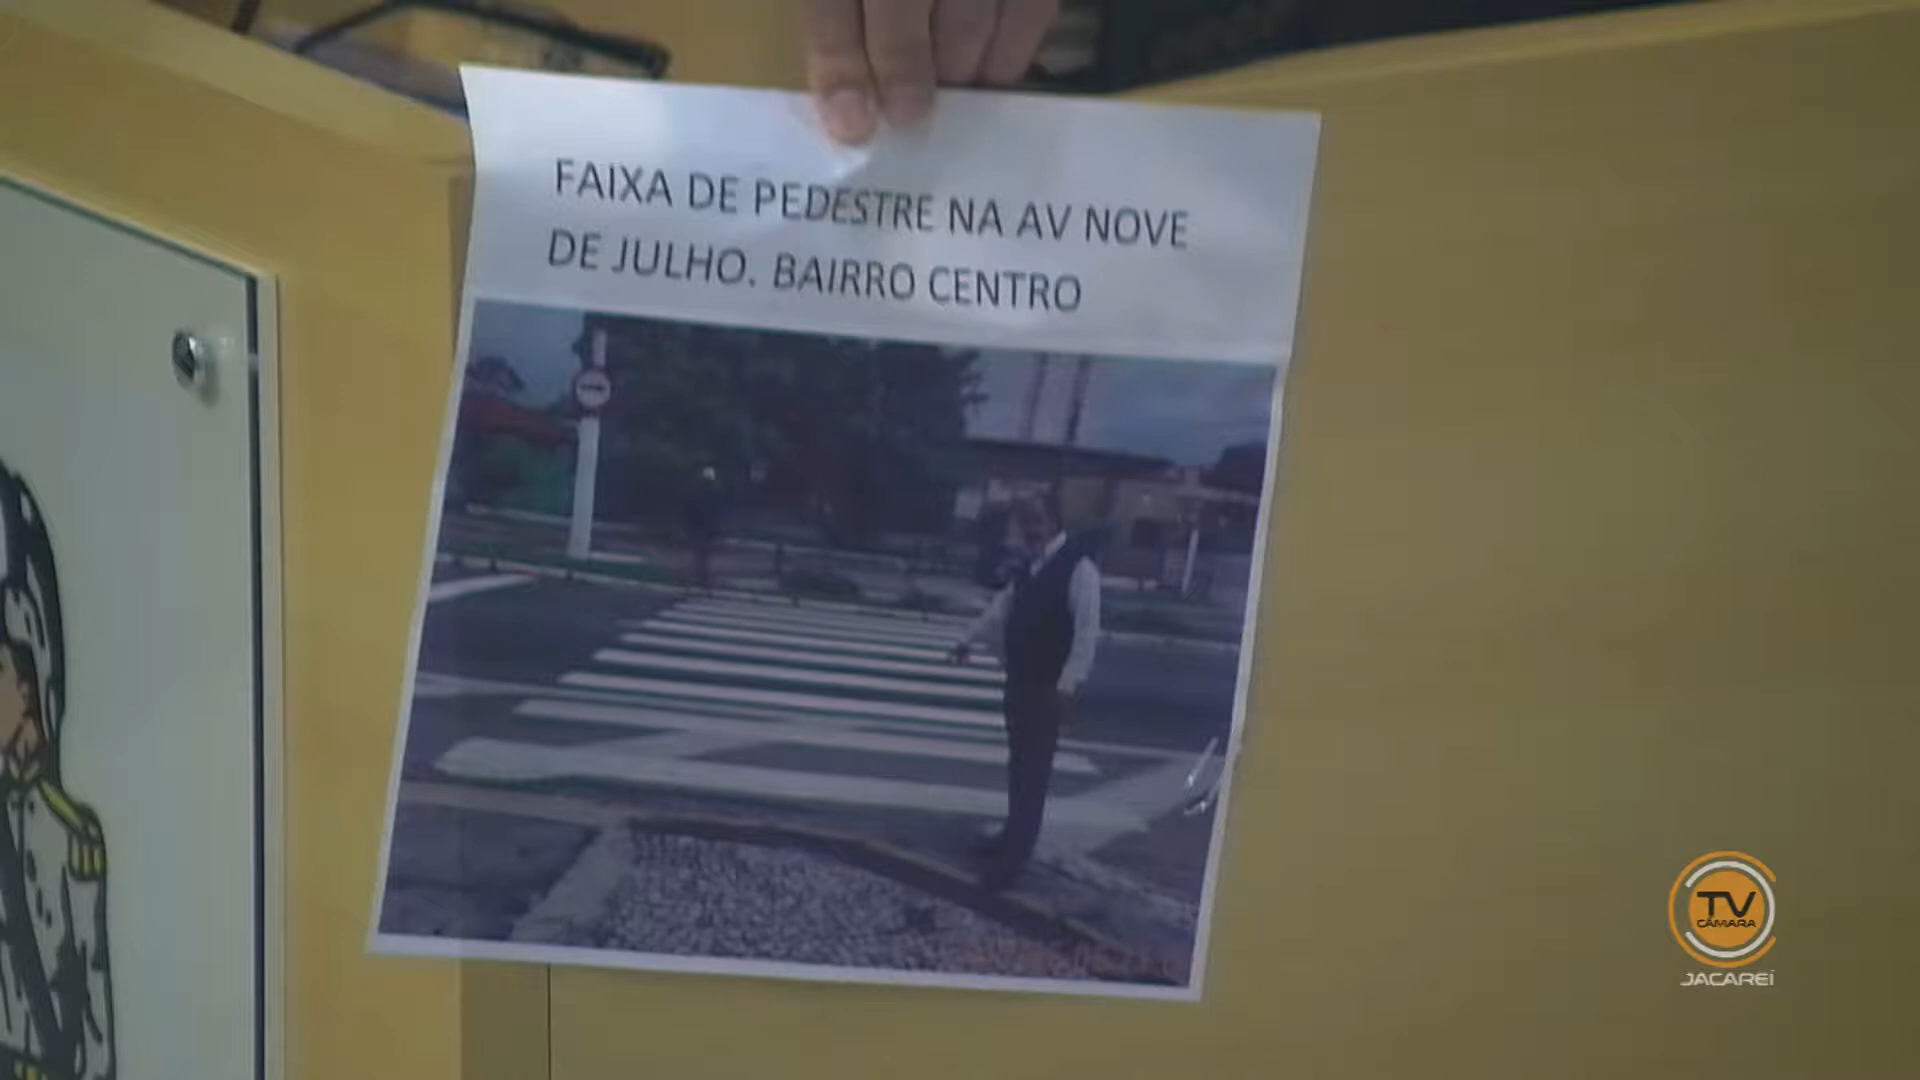 FAIXA DE PEDESTRE NA AV NOVE
DE JULHO. BAIRRO CENTRO
TV
CÂMARA
JACAREÍ